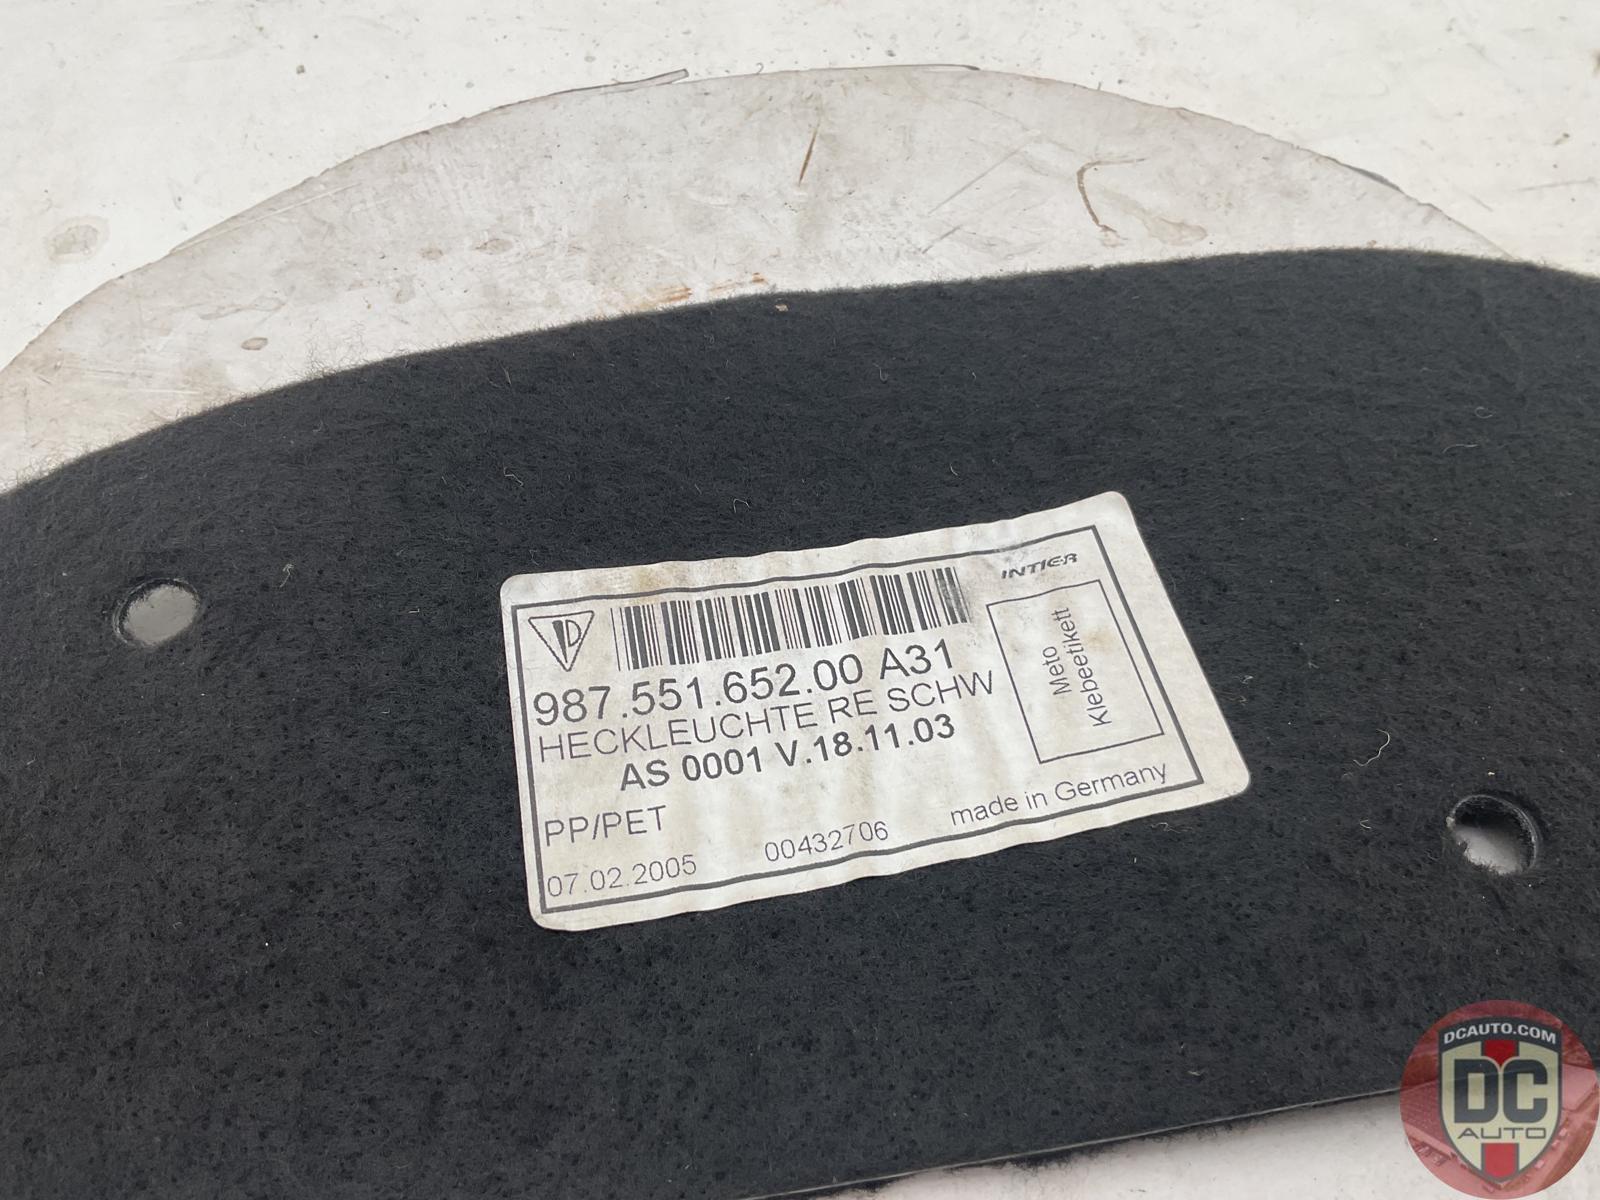 INTIER
987.551.652.00 A31
HECKLEUCHTE RE SCHW
AS 0001 V.18.11.03
Meto
Klebeetikett
PP/PET
07.02.2005
00432706
made in Germany
DCAUTO.COM
DC
AUTO